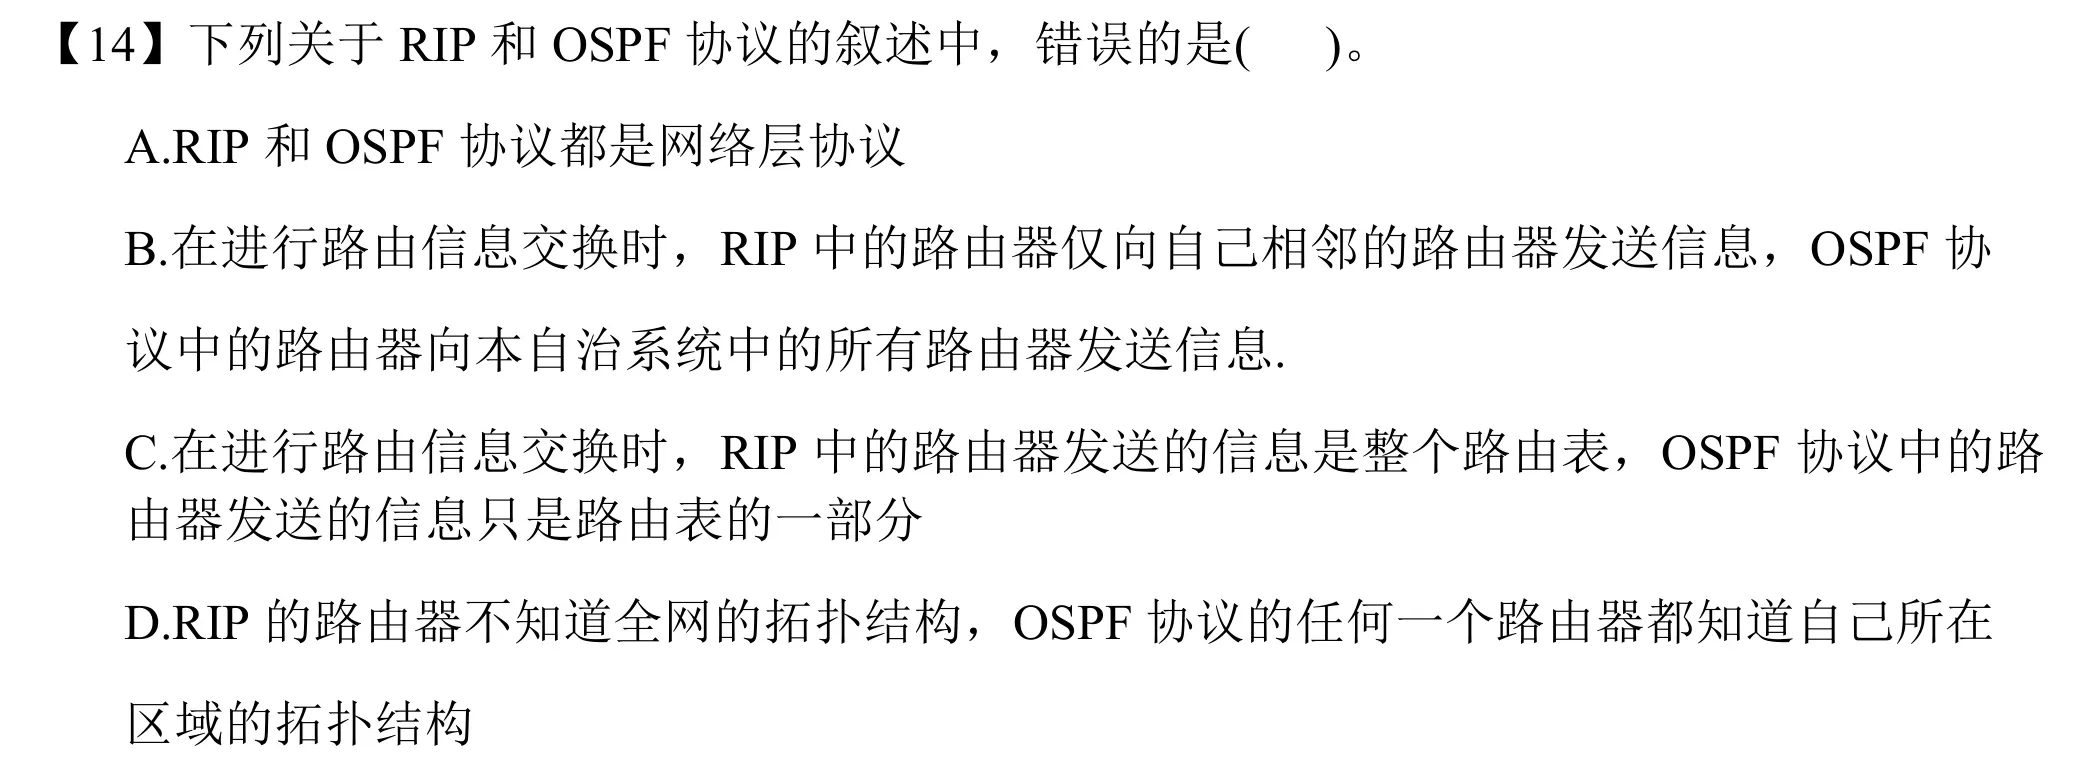 【14】下列关于 RIP 和 OSPF 协议的叙述中，错误的是(    )。
A.RIP 和 OSPF 协议都是网络层协议
B.在进行路由信息交换时，RIP 中的路由器仅向自己相邻的路由器发送信息，OSPF 协
议中的路由器向本自治系统中的所有路由器发送信息.
C.在进行路由信息交换时，RIP 中的路由器发送的信息是整个路由表，OSPF 协议中的路
由器发送的信息只是路由表的一部分
D.RIP 的路由器不知道全网的拓扑结构，OSPF 协议的任何一个路由器都知道自己所在
区域的拓扑结构